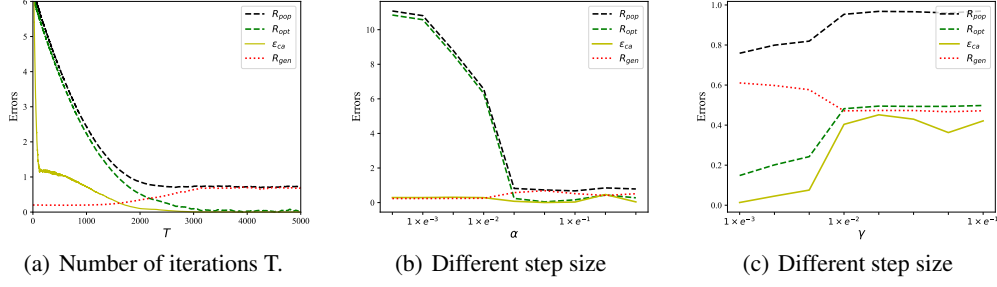 6
5
4
3
2
1
0
Errors
0 1000 2000 3000 4000 5000
T
R_pop
R_opt
ε_ca
R_gen
(a) Number of iterations T.
10
8
6
4
2
0
Errors
1 × e⁻³ 1 × e⁻² 1 × e⁻¹
α
R_pop
R_opt
ε_ca
R_gen
(b) Different step size
1.0
0.8
0.6
0.4
0.2
0.0
Errors
1 × e⁻³ 1 × e⁻² 1 × e⁻¹
γ
R_pop
R_opt
ε_ca
R_gen
(c) Different step size